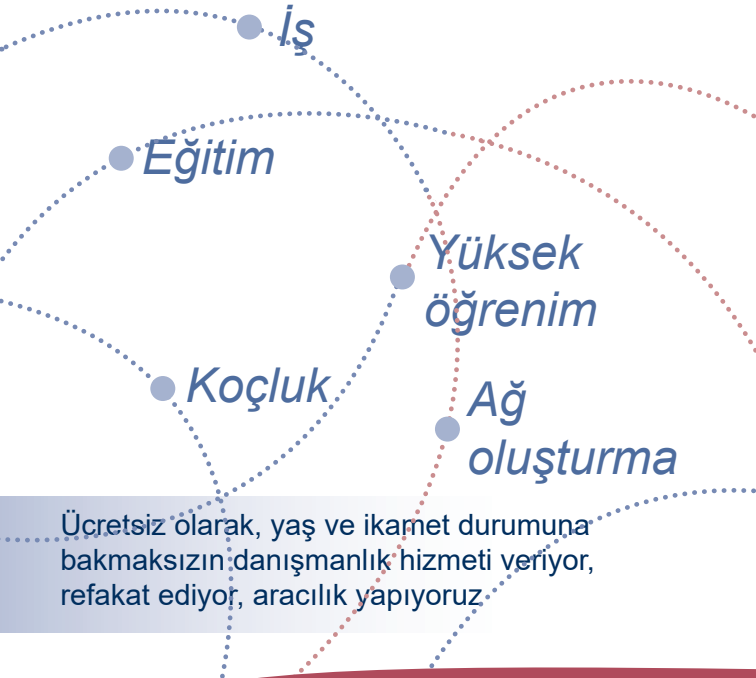 İş
Eğitim
Yüksek
öğrenim
Koçluk
Ağ
oluşturma
Ücretsiz olarak, yaş ve ikamet durumuna
bakmaksızın danışmanlık hizmeti veriyor,
refakat ediyor, aracılık yapıyoruz